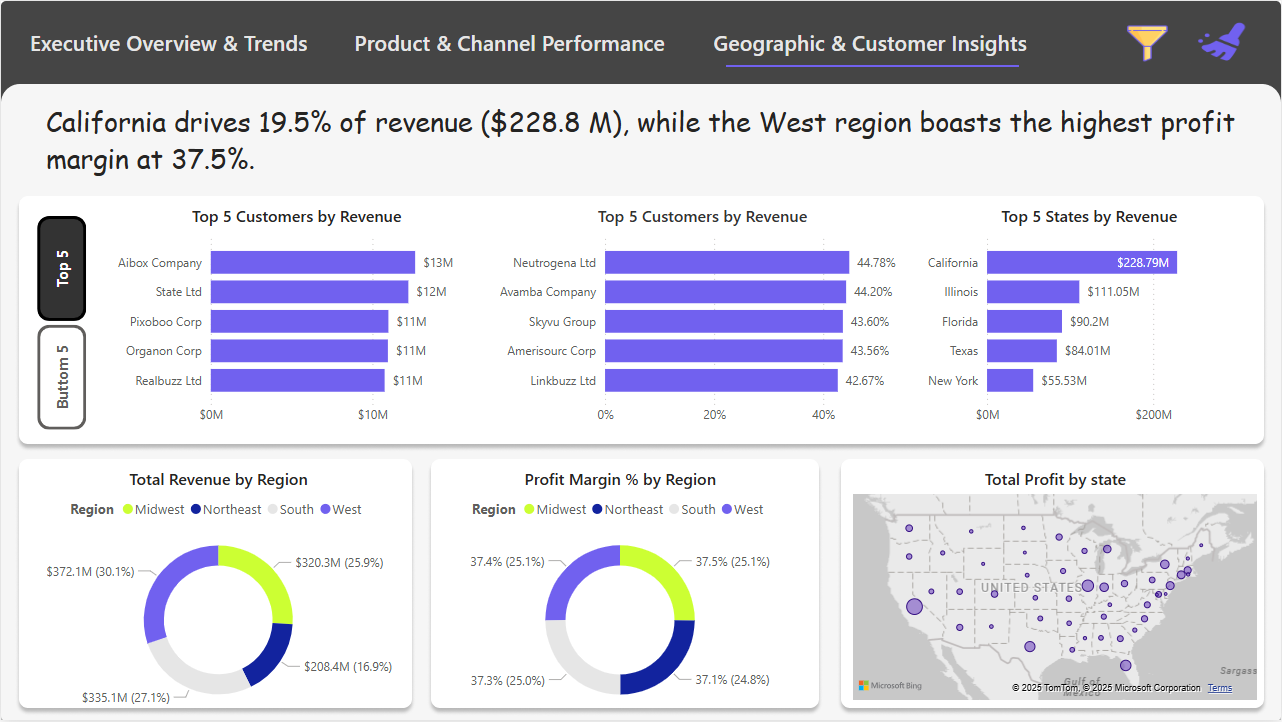 Executive Overview & Trends
Product & Channel Performance
Geographic & Customer Insights
California drives 19.5% of revenue ($228.8 M), while the West region boasts the highest profit
margin at 37.5%.
Top 5
Buttom 5
Top 5 Customers by Revenue
Aibox Company $13M
State Ltd $12M
Pixoboo Corp $11M
Organon Corp $11M
Realbuzz Ltd $11M
$0M $10M
Top 5 Customers by Revenue
Neutrogena Ltd 44.78%
Avamba Company 44.20%
Skyvu Group 43.60%
Amerisourc Corp 43.56%
Linkbuzz Ltd 42.67%
0% 20% 40%
Top 5 States by Revenue
California $228.79M
Illinois $111.05M
Florida $90.2M
Texas $84.01M
New York $55.53M
$0M $200M
Total Revenue by Region
Region Midwest Northeast South West
$372.1M (30.1%)
$320.3M (25.9%)
$208.4M (16.9%)
$335.1M (27.1%)
Profit Margin % by Region
Region Midwest Northeast South West
37.4% (25.1%)
37.5% (25.1%)
37.3% (25.0%)
37.1% (24.8%)
Total Profit by state
UNITED STATES
Sargass
Gulf of
Mexico
Microsoft Bing
© 2025 TomTom, © 2025 Microsoft Corporation Terms